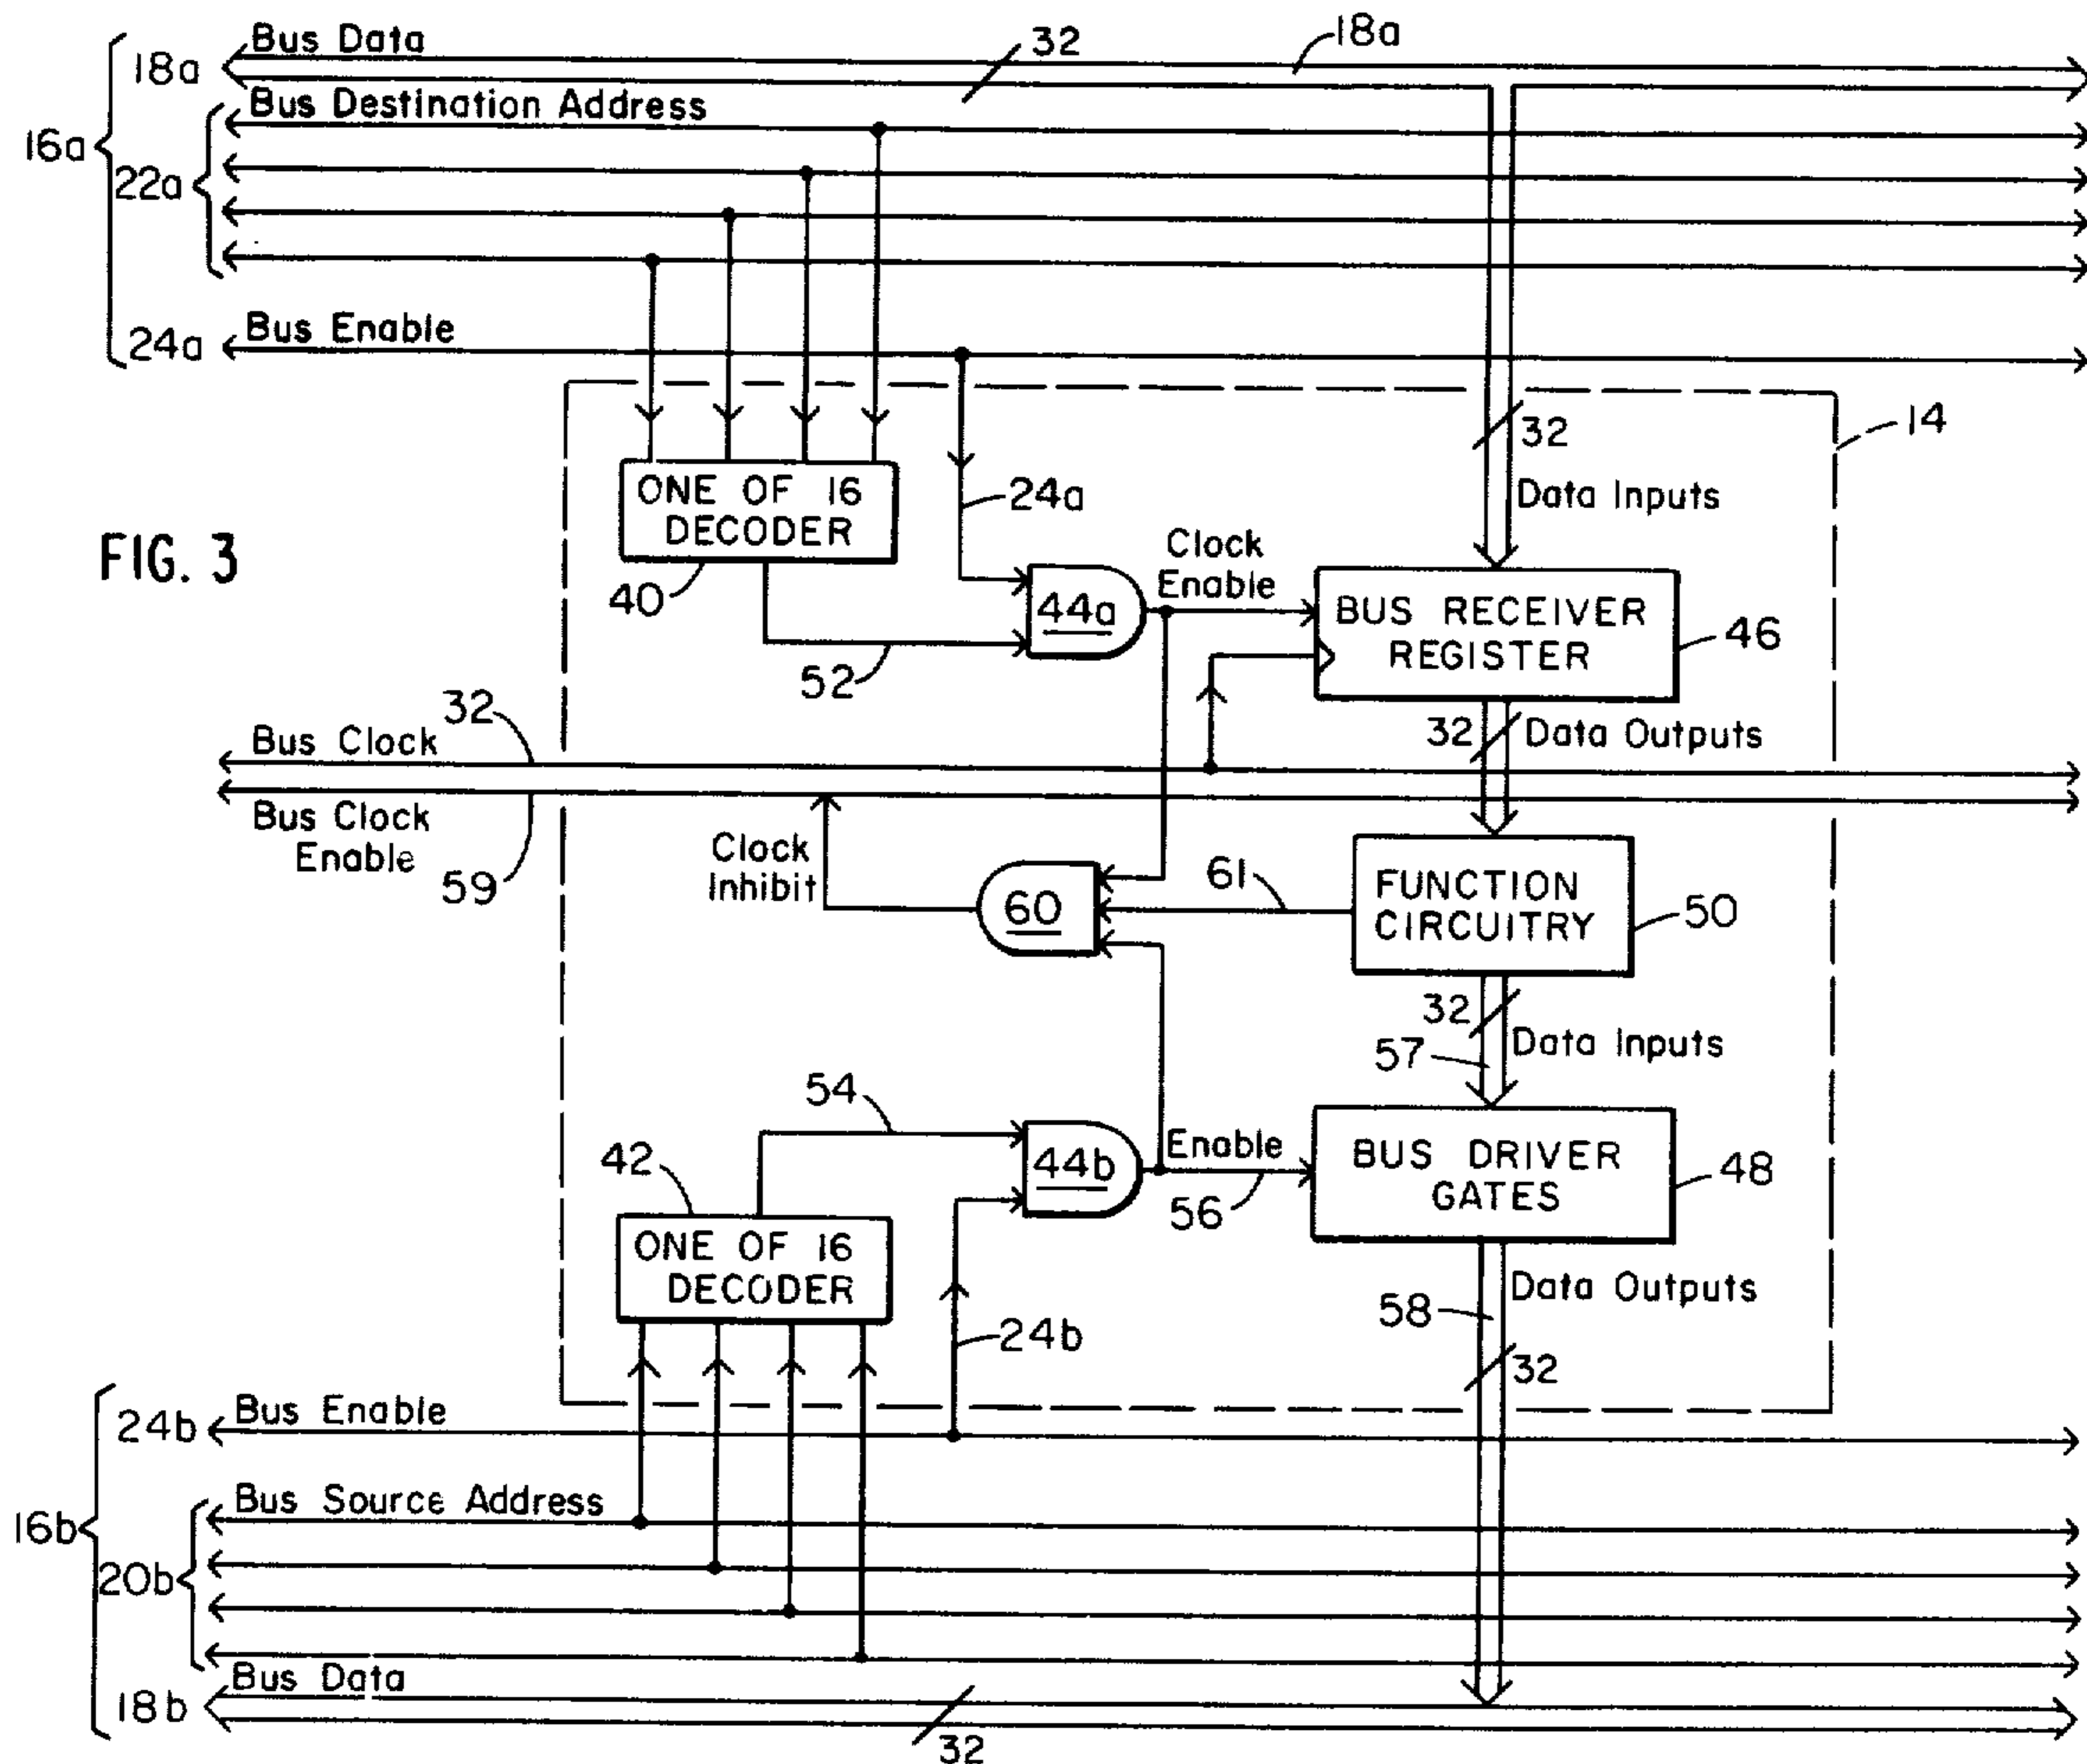 Bus Data
32
18a
18a
Bus Destination Address
16a
22a
Bus Enable
24a
14
32
Data Inputs
ONE OF 16
DECODER
24a
FIG. 3
40
Clock
Enable
44a
BUS RECEIVER
REGISTER
46
52
32
Bus Clock
32
Data Outputs
Bus Clock
Enable
59
Clock
Inhibit
60
61
FUNCTION
CIRCUITRY
50
32
57
Data Inputs
54
42
44b
Enable
56
BUS DRIVER
GATES
48
ONE OF 16
DECODER
24b
58
Data Outputs
32
24b
Bus Enable
16b
Bus Source Address
20b
Bus Data
18b
32